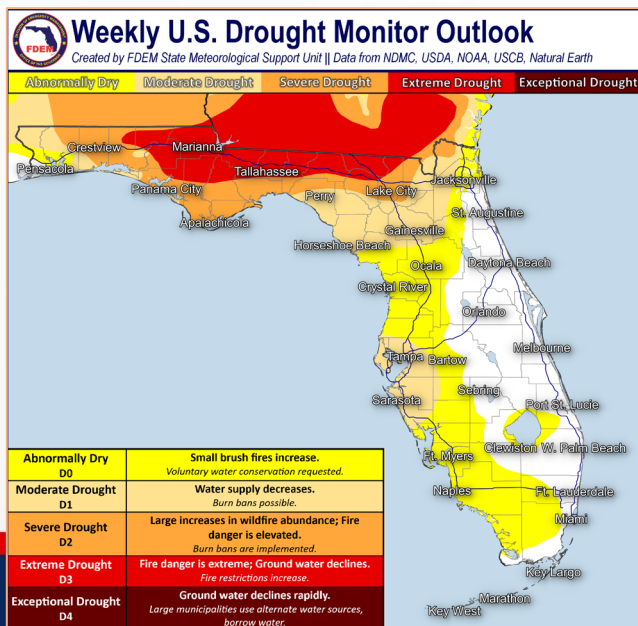 Weekly U.S. Drought Monitor Outlook
FDEM
Created by FDEM State Meteorological Support Unit || Data from NDMC, USDA, NOAA, USCB, Natural Earth
Abnormally Dry Moderate Drought Severe Drought Extreme Drought Exceptional Drought
Crestview
Marianna
Pensacola
Tallahassee
Panama City
Perry
Lake City
Jacksonville
Apalachicola
St. Augustine
Gainesville
Horseshoe Beach
Ocala
Daytona Beach
Crystal River
Orlando
Melbourne
Tampa
Bartow
Sebring
Sarasota
Port St. Lucie
Clewiston
W. Palm Beach
Ft. Myers
Naples
Ft. Lauderdale
Miami
Key Largo
Marathon
Key West
Abnormally Dry
D0
Small brush fires increase.
Voluntary water conservation requested.
Moderate Drought
D1
Water supply decreases.
Burn bans possible.
Severe Drought
D2
Large increases in wildfire abundance; Fire
danger is elevated.
Burn bans are implemented.
Extreme Drought
D3
Fire danger is extreme; Ground water declines.
Fire restrictions increase.
Exceptional Drought
D4
Ground water declines rapidly.
Large municipalities use alternate water sources,
borrow water.